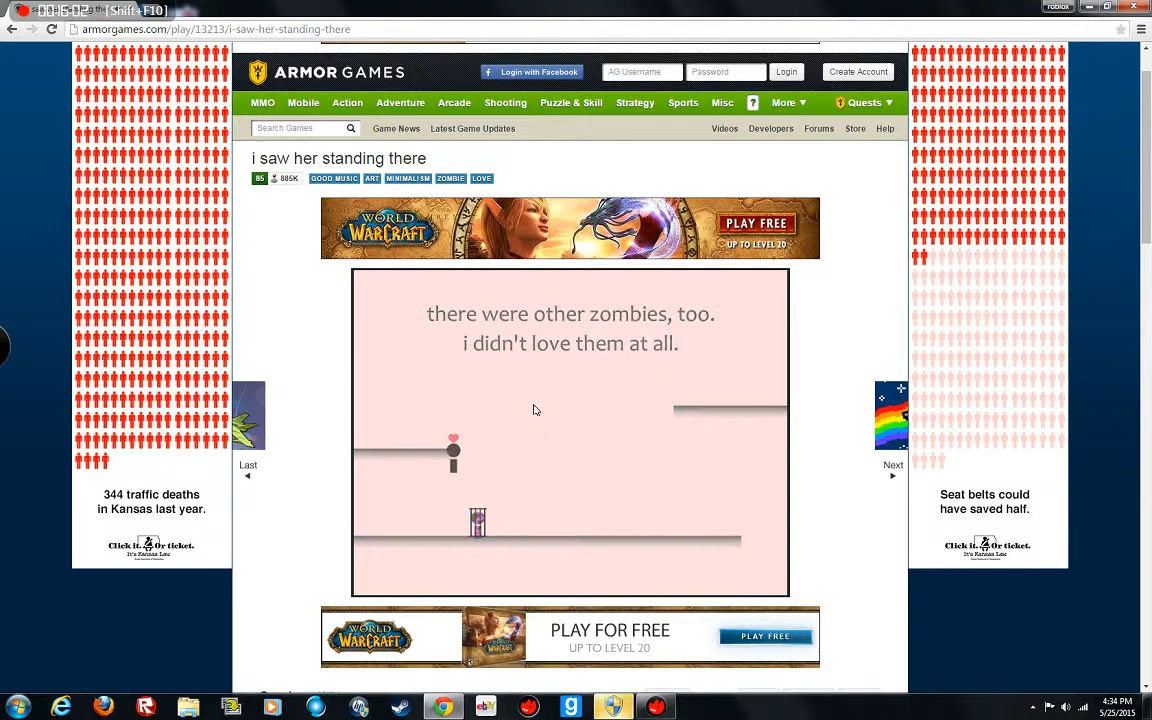 [Shift+F10]
roblox
armorgames.com/play/13213/i-saw-her-standing-there
ARMOR GAMES
f Login with Facebook
AG Username
Password
Login
Create Account
MMO Mobile Action Adventure Arcade Shooting Puzzle & Skill Strategy Sports Misc ? More Quests
Search Games
Game News Latest Game Updates
Videos Developers Forums Store Help
i saw her standing there
85 885K GOOD MUSIC ART MINIMALISM ZOMBIE LOVE
WORLD WARCRAFT
PLAY FREE
UP TO LEVEL 20
there were other zombies, too.
i didn't love them at all.
Last
Next
344 traffic deaths
in Kansas last year.
Click it. Or ticket.
It's Kansas Law
Seat belts could
have saved half.
Click it. Or ticket.
It's Kansas Law
WORLD WARCRAFT
PLAY FOR FREE
UP TO LEVEL 20
PLAY FREE
4:34 PM
5/25/2015